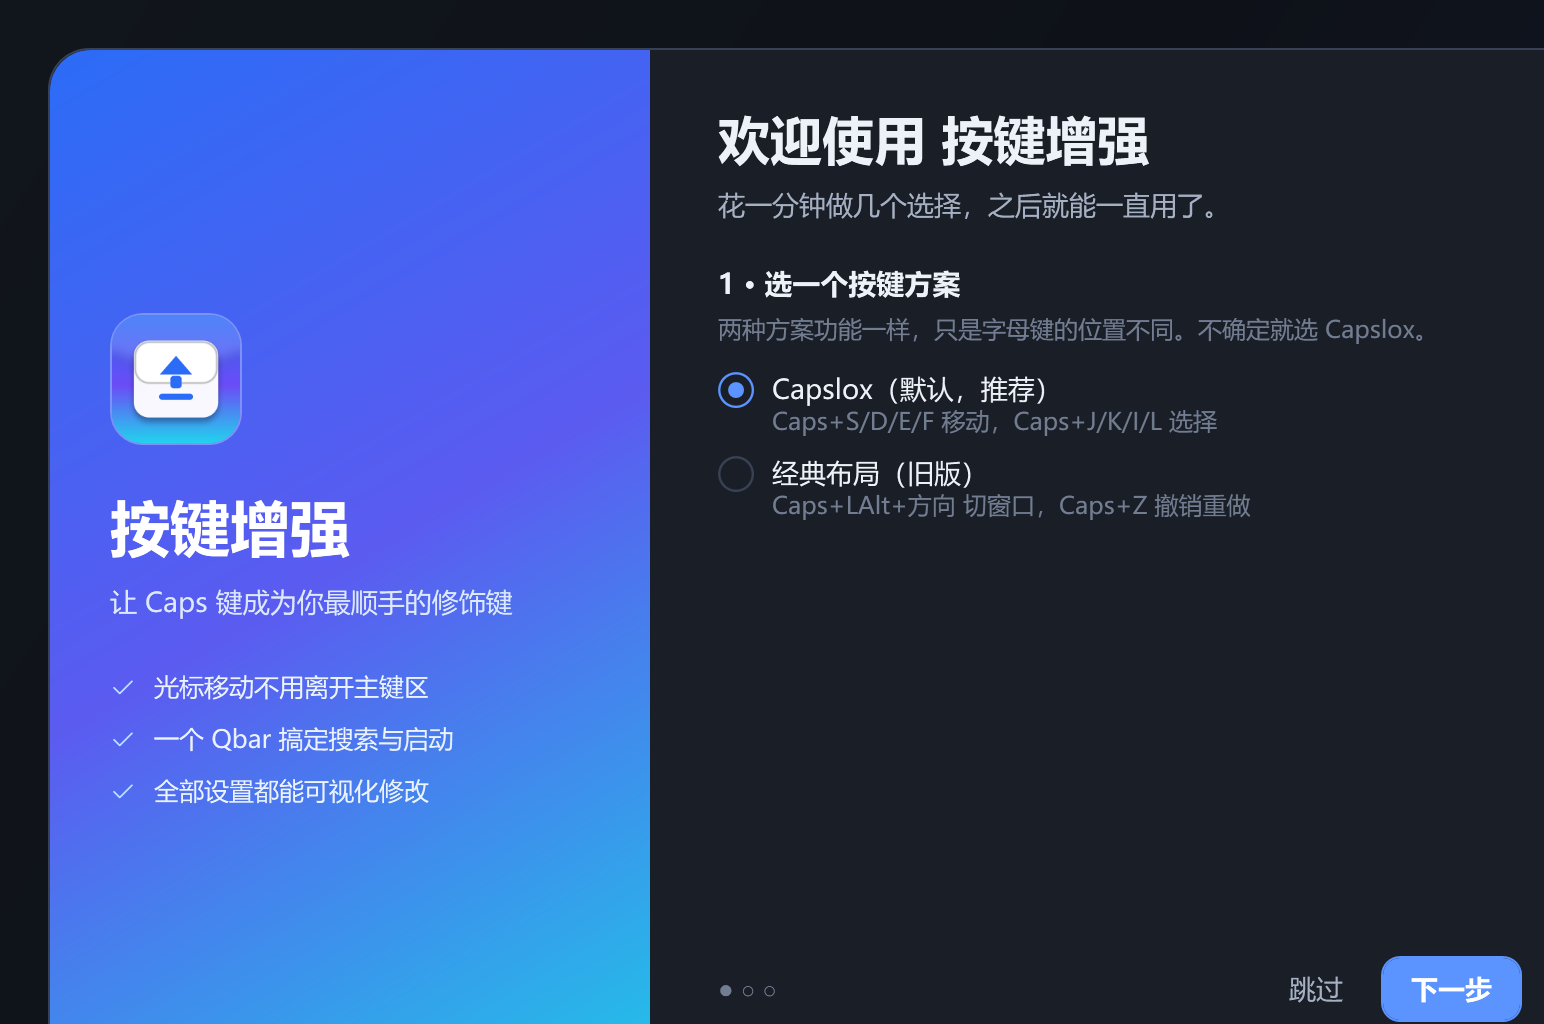 按键增强
让 Caps 键成为你最顺手的修饰键
光标移动不用离开主键区
一个 Qbar 搞定搜索与启动
全部设置都能可视化修改
欢迎使用 按键增强
花一分钟做几个选择，之后就能一直用了。
1 • 选一个按键方案
两种方案功能一样，只是字母键的位置不同。不确定就选 Capslox。
Capslox（默认，推荐）
Caps+S/D/E/F 移动，Caps+J/K/I/L 选择
经典布局（旧版）
Caps+LAlt+方向 切窗口，Caps+Z 撤销重做
跳过
下一步